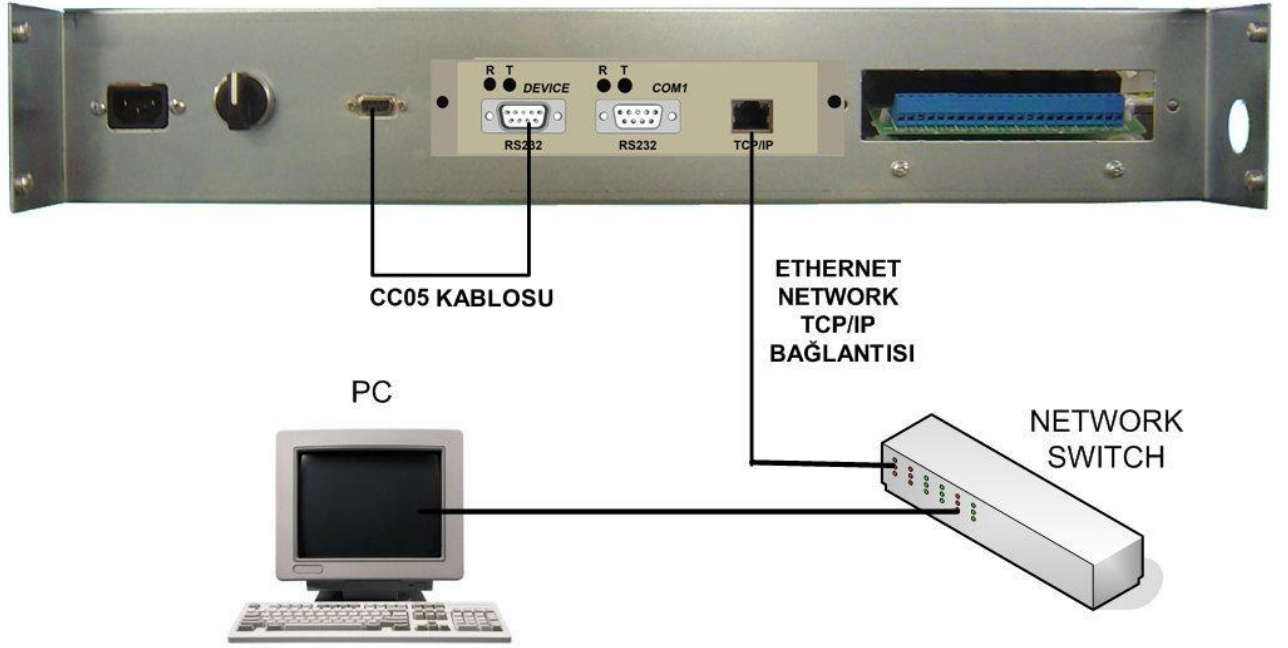 R T
DEVICE
R T
COM1
RS232
RS232
TCP/IP
CC05 KABLOSU
ETHERNET
NETWORK
TCP/IP
BAĞLANTISI
PC
NETWORK
SWITCH